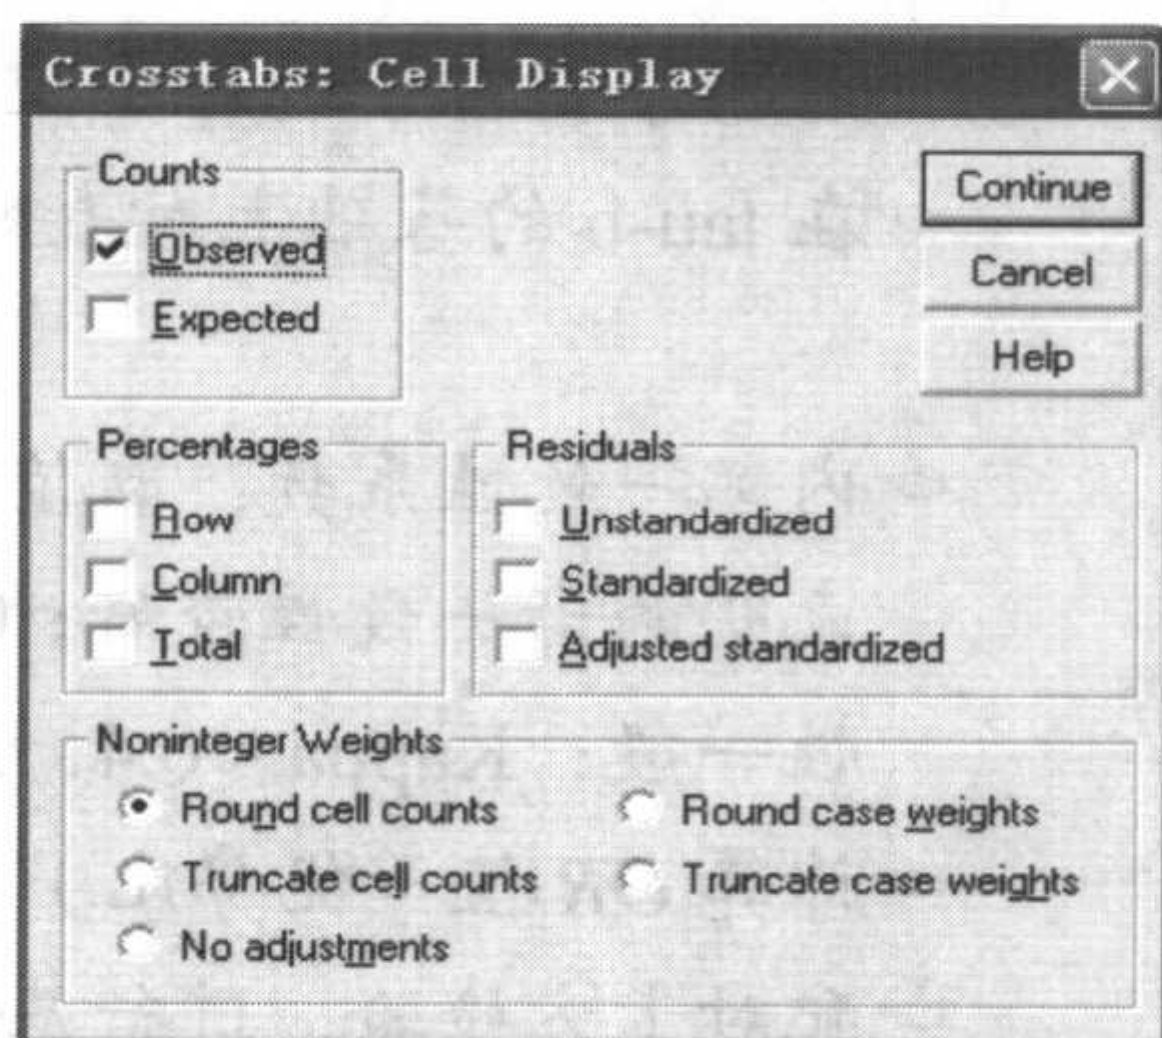 Crosstabs: Cell Display
Counts
Observed
Expected
Continue
Cancel
Help
Percentages
Row
Column
Total
Residuals
Unstandardized
Standardized
Adjusted standardized
Noninteger Weights
Round cell counts
Round case weights
Truncate cell counts
Truncate case weights
No adjustments